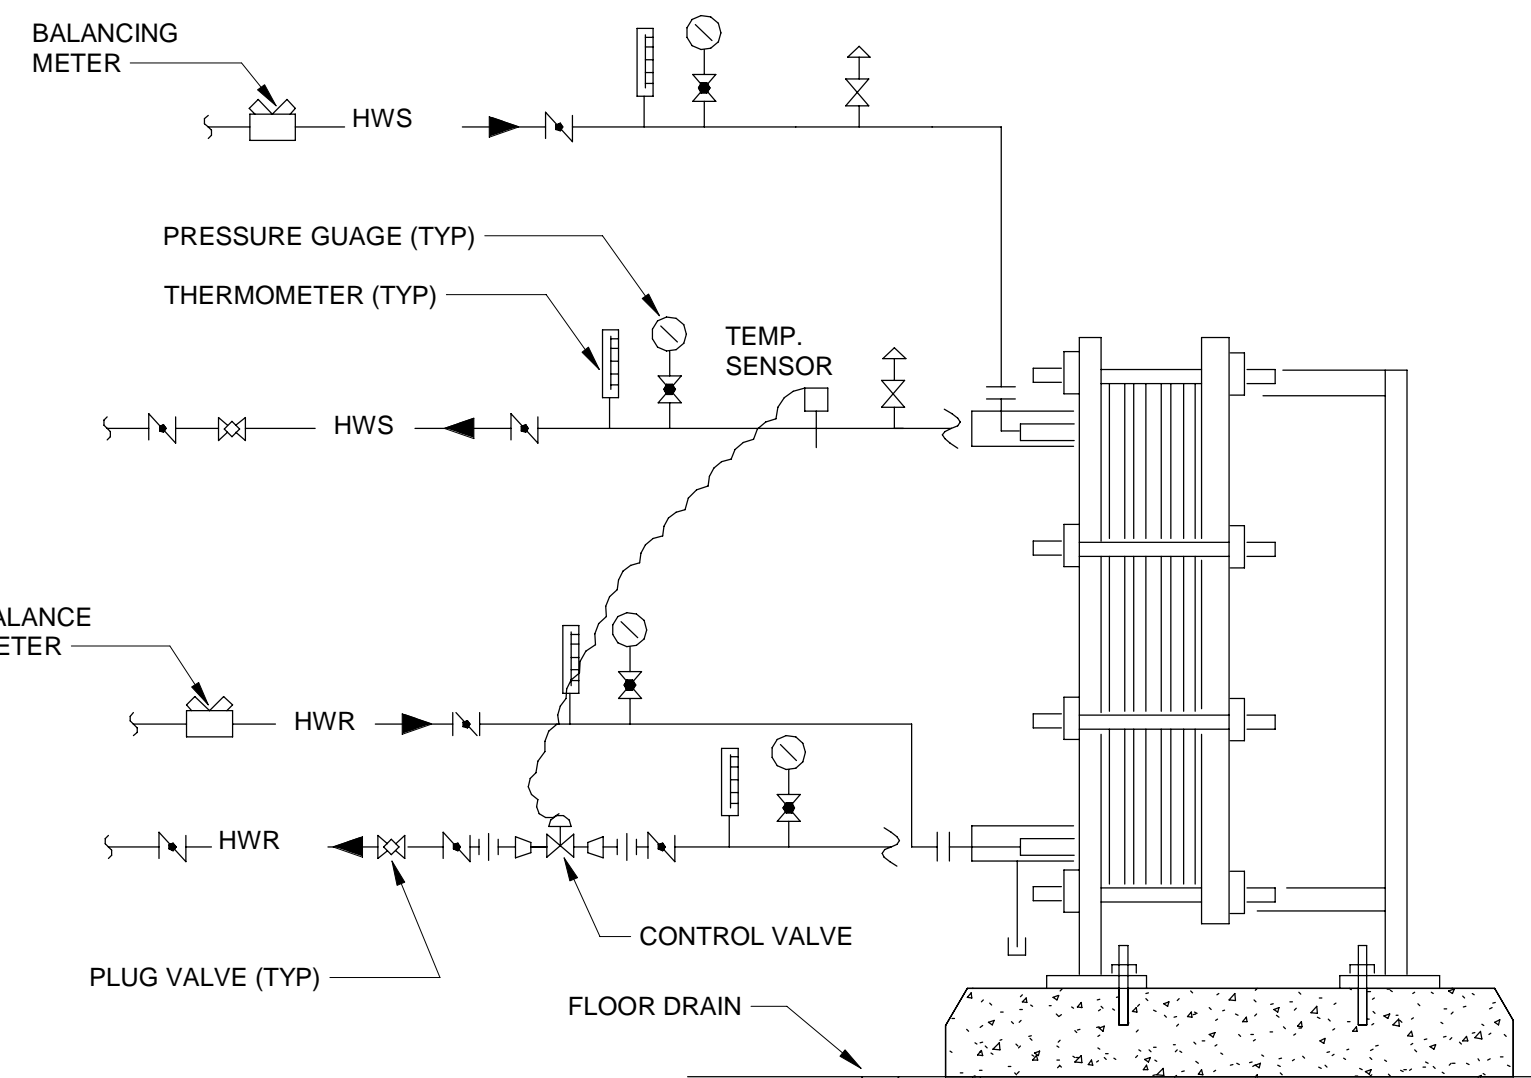 BALANCING
METER
HWS
PRESSURE GUAGE (TYP)
THERMOMETER (TYP)
TEMP.
SENSOR
HWS
ALANCE
ETER
HWR
HWR
CONTROL VALVE
PLUG VALVE (TYP)
FLOOR DRAIN